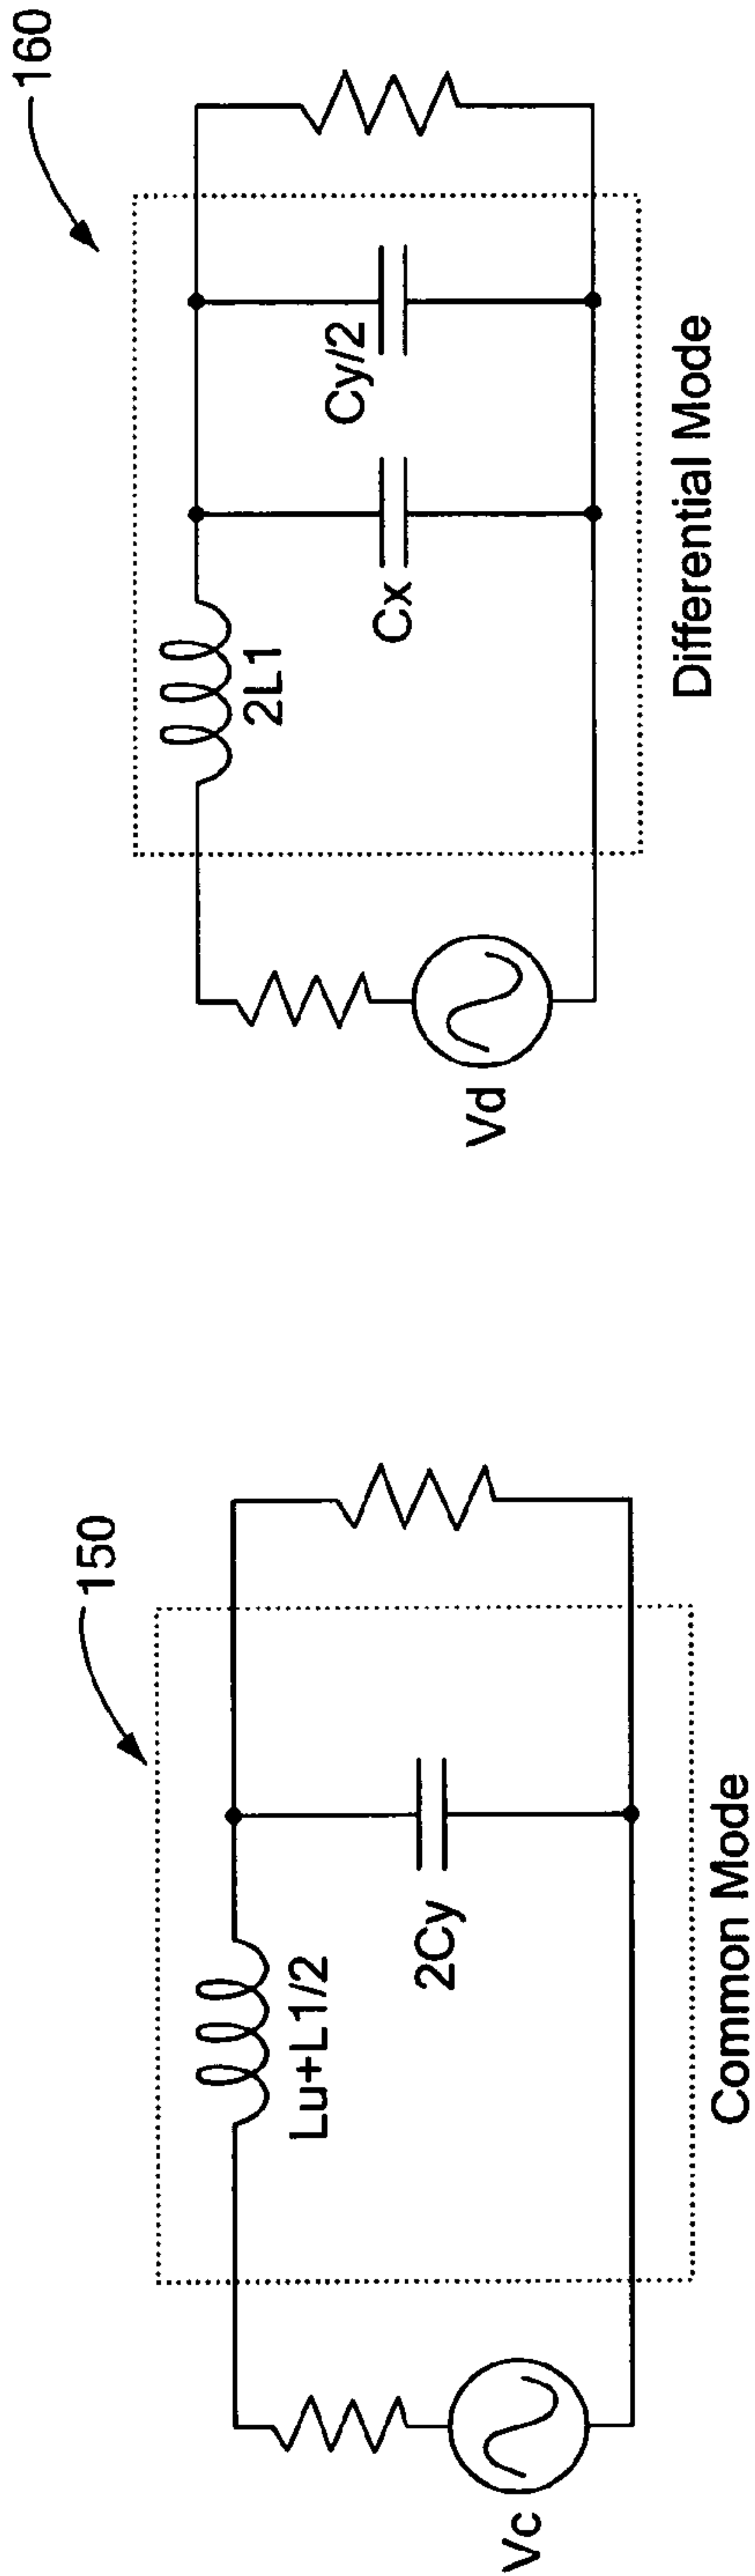 150
Lu+L1/2
2Cy
Vc
Common Mode
160
2L1
Cx
Cy/2
Vd
Differential Mode